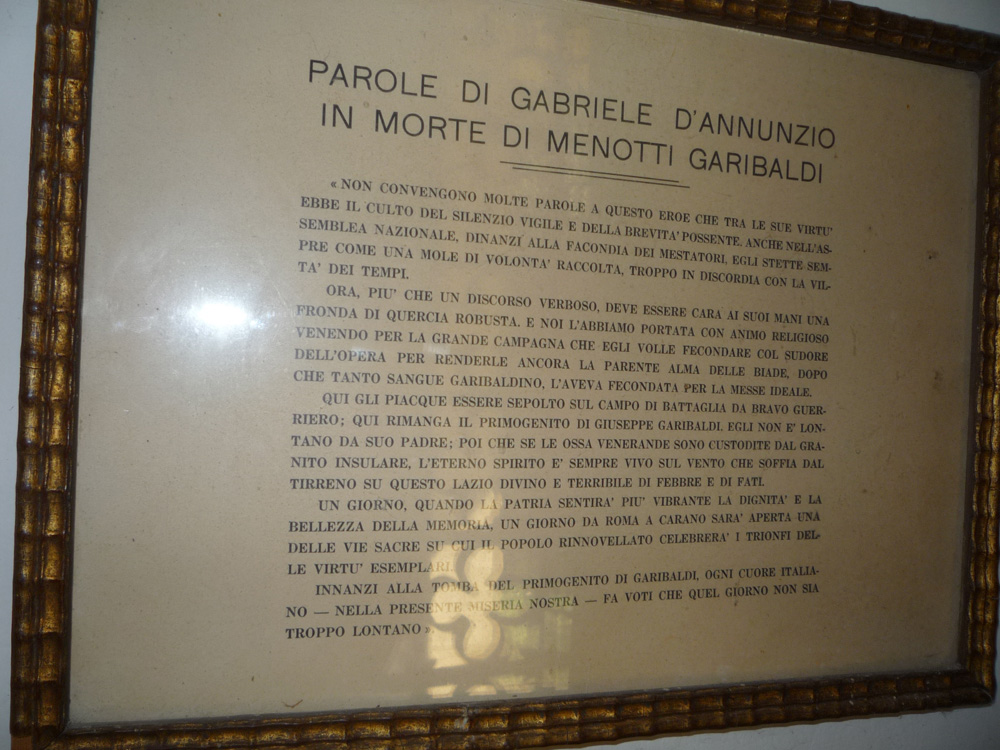 PAROLE DI GABRIELE D'ANNUNZIO
IN MORTE DI MENOTTI GARIBALDI
« NON CONVENGONO MOLTE PAROLE A QUESTO EROE CHE TRA LE SUE VIRTU'
EBBE IL CULTO DEL SILENZIO VIGILE E DELLA BREVITA' POSSENTE. ANCHE NELL'AS-
SEMBLEA NAZIONALE, DINANZI ALLA FACONDIA DEI MESTATORI, EGLI STETTE SEM-
PRE COME UNA MOLE DI VOLONTA' RACCOLTA, TROPPO IN DISCORDIA CON LA VIL-
TA' DEI TEMPI.
ORA, PIU' CHE UN DISCORSO VERBOSO, DEVE ESSERE CARA AI SUOI MANI UNA
FRONDA DI QUERCIA ROBUSTA. E NOI L'ABBIAMO PORTATA CON ANIMO RELIGIOSO
VENENDO PER LA GRANDE CAMPAGNA CHE EGLI VOLLE FECONDARE COL SUDORE
DELL'OPERA PER RENDERLE ANCORA LA PARENTE ALMA DELLE BIADE, DOPO
CHE TANTO SANGUE GARIBALDINO, L'AVEVA FECONDATA PER LA MESSE IDEALE.
QUI GLI PIACQUE ESSERE SEPOLTO SUL CAMPO DI BATTAGLIA DA BRAVO GUER-
RIERO; QUI RIMANGA IL PRIMOGENITO DI GIUSEPPE GARIBALDI. EGLI NON E' LON-
TANO DA SUO PADRE; POI CHE SE LE OSSA VENERANDE SONO CUSTODITE DAL GRA-
NITO INSULARE, L'ETERNO SPIRITO E' SEMPRE VIVO SUL VENTO CHE SOFFIA DAL
TIRRENO SU QUESTO LAZIO DIVINO E TERRIBILE DI FEBBRE E DI FATI.
UN GIORNO, QUANDO LA PATRIA SENTIRA' PIU' VIBRANTE LA DIGNITA' E LA
BELLEZZA DELLA MEMORIA, UN GIORNO DA ROMA A CARANO SARA' APERTA UNA
DELLE VIE SACRE SU CUI IL POPOLO RINNOVELLATO CELEBRERA' I TRIONFI DEL-
LE VIRTU' ESEMPLARI.
INNANZI ALLA TOMBA DEL PRIMOGENITO DI GARIBALDI, OGNI CUORE ITALIA-
NO — NELLA PRESENTE MISERIA NOSTRA — FA VOTI CHE QUEL GIORNO NON SIA
TROPPO LONTANO ».